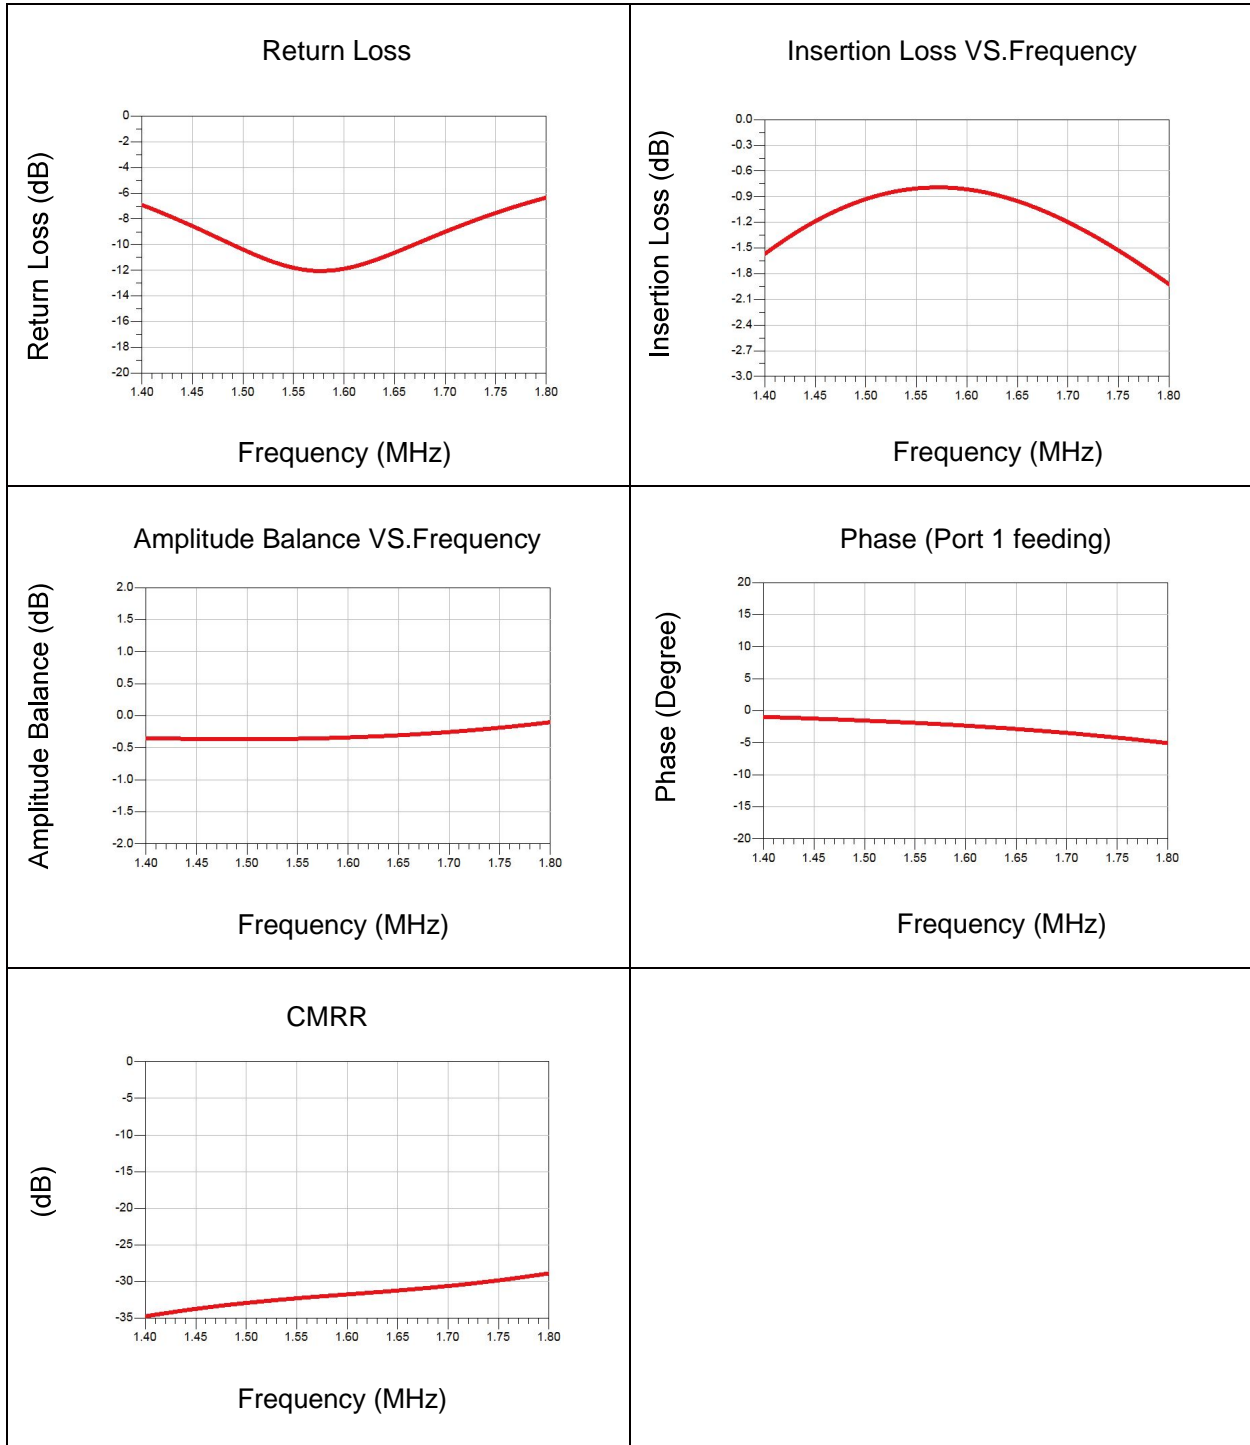 Return Loss
Return Loss (dB)
0
-2
-4
-6
-8
-10
-12
-14
-16
-18
-20
1.40 1.45 1.50 1.55 1.60 1.65 1.70 1.75 1.80
Frequency (MHz)
Insertion Loss VS.Frequency
Insertion Loss (dB)
0.0
-0.3
-0.6
-0.9
-1.2
-1.5
-1.8
-2.1
-2.4
-2.7
-3.0
1.40 1.45 1.50 1.55 1.60 1.65 1.70 1.75 1.80
Frequency (MHz)
Amplitude Balance VS.Frequency
Amplitude Balance (dB)
2.0
1.5
1.0
0.5
0.0
-0.5
-1.0
-1.5
-2.0
1.40 1.45 1.50 1.55 1.60 1.65 1.70 1.75 1.80
Frequency (MHz)
Phase (Port 1 feeding)
Phase (Degree)
20
15
10
5
0
-5
-10
-15
-20
1.40 1.45 1.50 1.55 1.60 1.65 1.70 1.75 1.80
Frequency (MHz)
CMRR
(dB)
0
-5
-10
-15
-20
-25
-30
-35
1.40 1.45 1.50 1.55 1.60 1.65 1.70 1.75 1.80
Frequency (MHz)